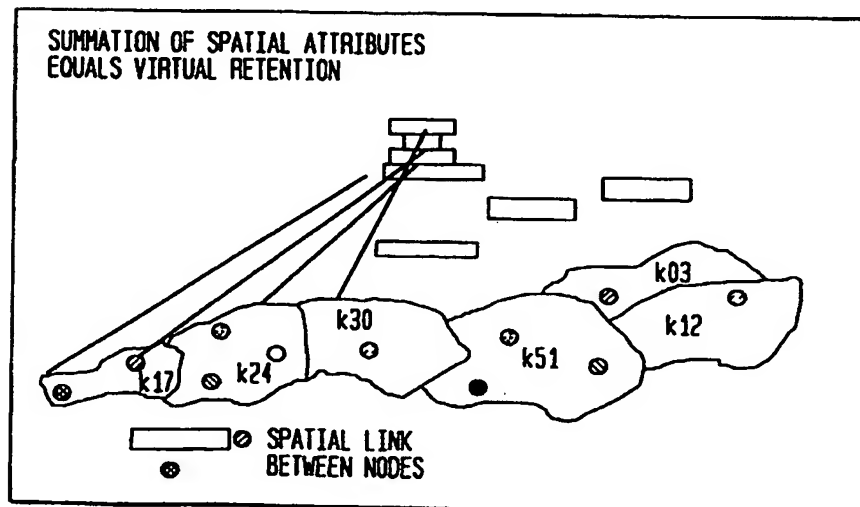 SUMMATION OF SPATIAL ATTRIBUTES
EQUALS VIRTUAL RETENTION
k03
k30
k12
k17
k24
k51
SPATIAL LINK
BETWEEN NODES